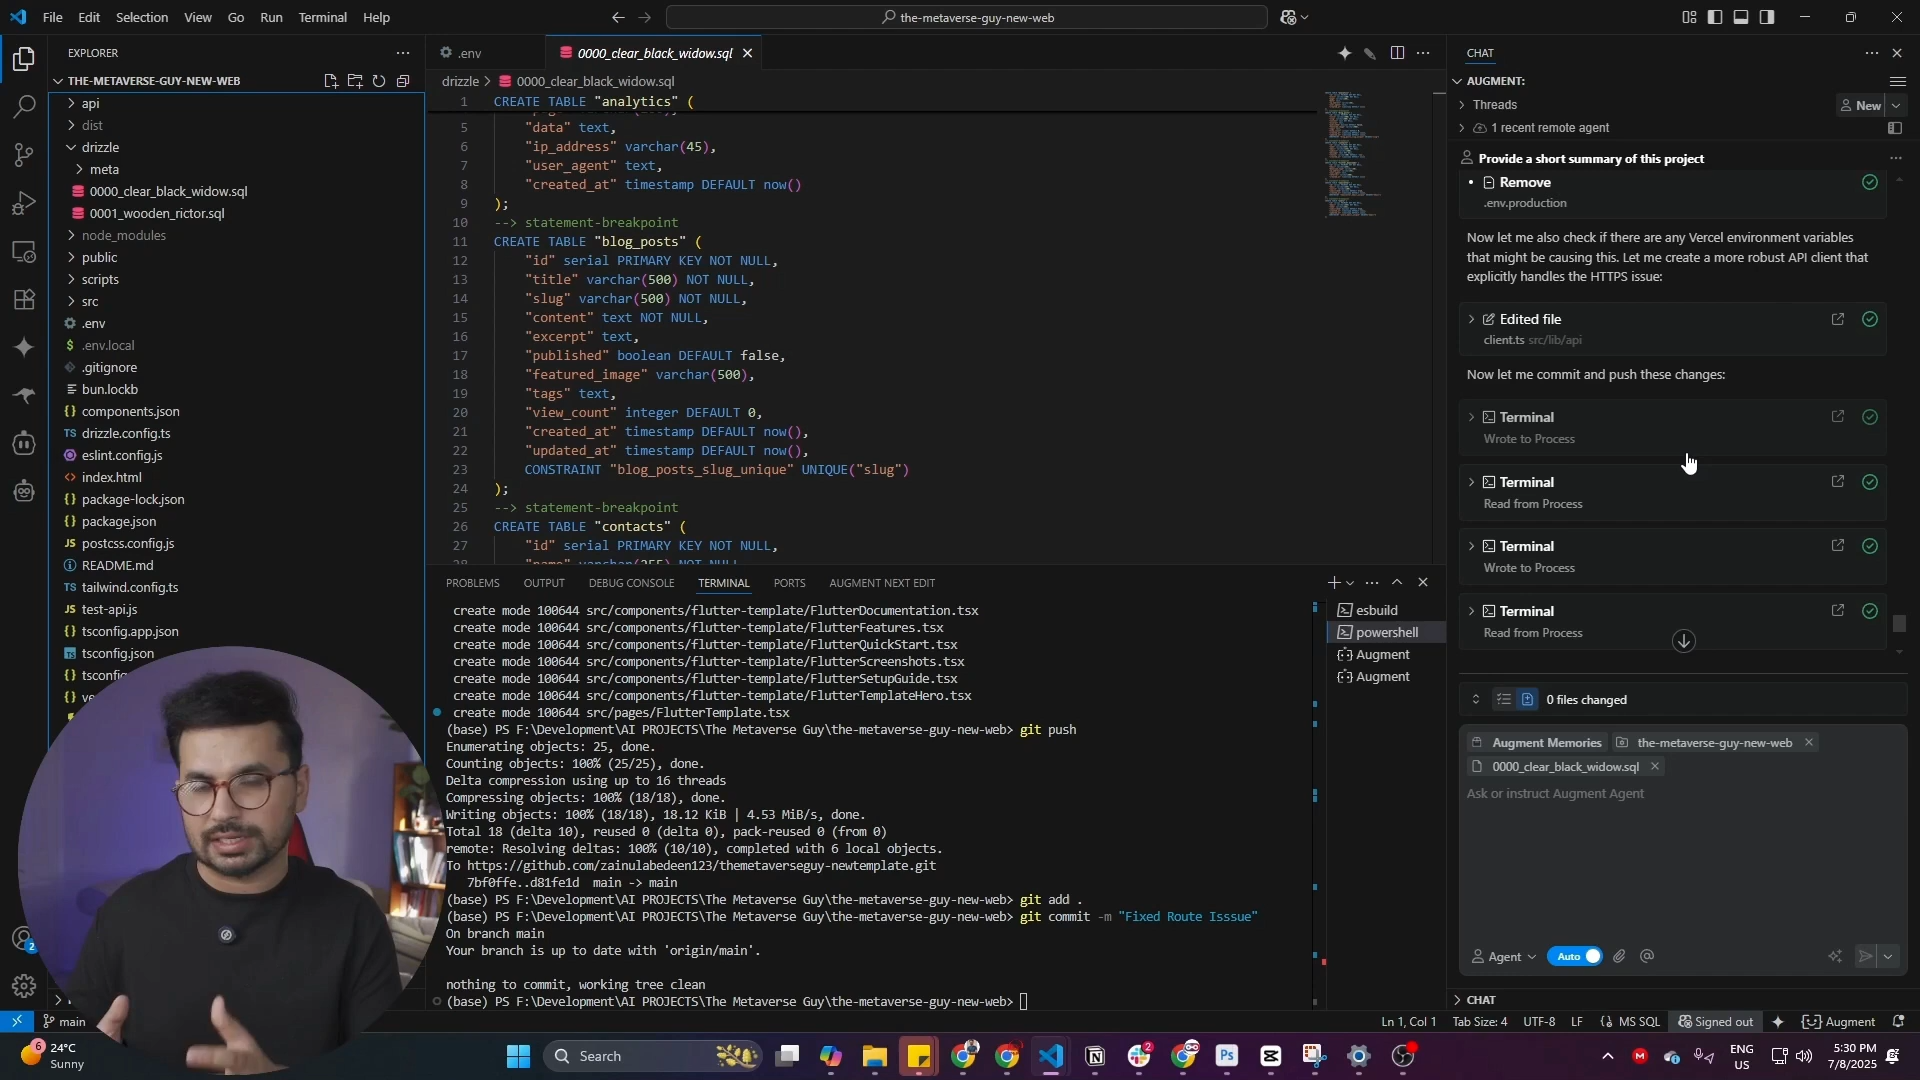 File Edit Selection View Go Run Terminal Help
the-metaverse-guy-new-web
EXPLORER
THE-METAVERSE-GUY-NEW-WEB
api
dist
drizzle
meta
0000_clear_black_widow.sql
0001_wooden_rictor.sql
node_modules
public
scripts
src
.env
.env.local
.gitignore
bun.lockb
components.json
drizzle.config.ts
eslint.config.js
index.html
package-lock.json
package.json
postcss.config.js
README.md
tailwind.config.ts
test-api.js
tsconfig.app.json
tsconfig.json
.env
0000_clear_black_widow.sql
drizzle > 0000_clear_black_widow.sql
1 CREATE TABLE "analytics" (
5 "data" text,
6 "ip_address" varchar(45),
7 "user_agent" text,
8 "created_at" timestamp DEFAULT now()
9 );
10 --> statement-breakpoint
11 CREATE TABLE "blog_posts" (
12 "id" serial PRIMARY KEY NOT NULL,
13 "title" varchar(500) NOT NULL,
14 "slug" varchar(500) NOT NULL,
15 "content" text NOT NULL,
16 "excerpt" text,
17 "published" boolean DEFAULT false,
18 "featured_image" varchar(500),
19 "tags" text,
20 "view_count" integer DEFAULT 0,
21 "created_at" timestamp DEFAULT now(),
22 "updated_at" timestamp DEFAULT now(),
23 CONSTRAINT "blog_posts_slug_unique" UNIQUE("slug")
24 );
25 --> statement-breakpoint
26 CREATE TABLE "contacts" (
27 "id" serial PRIMARY KEY NOT NULL,
PROBLEMS OUTPUT DEBUG CONSOLE TERMINAL PORTS AUGMENT NEXT EDIT
create mode 100644 src/components/flutter-template/FlutterDocumentation.tsx
create mode 100644 src/components/flutter-template/FlutterFeatures.tsx
create mode 100644 src/components/flutter-template/FlutterQuickStart.tsx
create mode 100644 src/components/flutter-template/FlutterScreenshots.tsx
create mode 100644 src/components/flutter-template/FlutterSetupGuide.tsx
create mode 100644 src/components/flutter-template/FlutterTemplateHero.tsx
create mode 100644 src/pages/FlutterTemplate.tsx
(base) PS F:\Development\AI PROJECTS\The Metaverse Guy\the-metaverse-guy-new-web> git push
Enumerating objects: 25, done.
Counting objects: 100% (25/25), done.
Delta compression using up to 16 threads
Compressing objects: 100% (18/18), done.
Writing objects: 100% (18/18), 18.12 KiB | 4.53 MiB/s, done.
Total 18 (delta 10), reused 0 (delta 0), pack-reused 0 (from 0)
remote: Resolving deltas: 100% (10/10), completed with 6 local objects.
To https://github.com/zainulabedeen123/themetaverseguy-newtemplate.git
7bf0ffe..d81fe1d main -> main
(base) PS F:\Development\AI PROJECTS\The Metaverse Guy\the-metaverse-guy-new-web> git add .
(base) PS F:\Development\AI PROJECTS\The Metaverse Guy\the-metaverse-guy-new-web> git commit -m "Fixed Route Isssue"
On branch main
Your branch is up to date with 'origin/main'.
nothing to commit, working tree clean
(base) PS F:\Development\AI PROJECTS\The Metaverse Guy\the-metaverse-guy-new-web>
esbuild
powershell
Augment
Augment
CHAT
AUGMENT:
Threads
New
1 recent remote agent
Provide a short summary of this project
Remove
.env.production
Now let me also check if there are any Vercel environment variables
that might be causing this. Let me create a more robust API client that
explicitly handles the HTTPS issue:
Edited file
client.ts src/lib/api
Now let me commit and push these changes:
Terminal
Wrote to Process
Terminal
Read from Process
Terminal
Wrote to Process
Terminal
Read from Process
0 files changed
Augment Memories the-metaverse-guy-new-web
0000_clear_black_widow.sql
Ask or instruct Augment Agent
Agent Auto
CHAT
main
Ln 1, Col 1 Tab Size: 4 UTF-8 LF MS SQL Signed out Augment
24°C
Sunny
Search
ENG
US
5:30 PM
7/8/2025